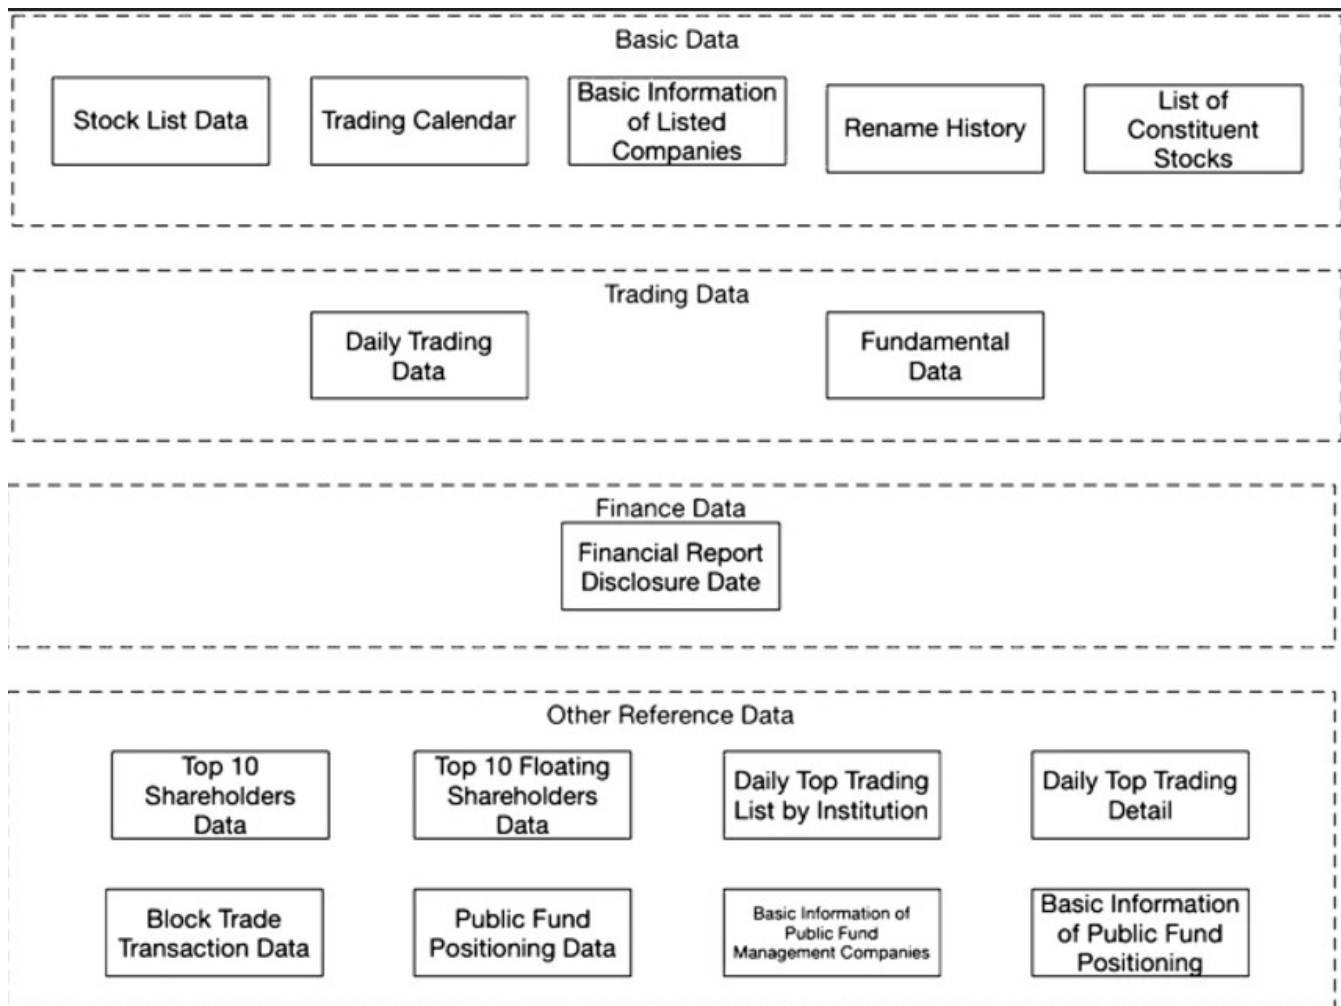 Basic Data
Stock List Data
Trading Calendar
Basic Information
of Listed
Companies
Rename History
List of
Constituent
Stocks
Trading Data
Daily Trading
Data
Fundamental
Data
Finance Data
Financial Report
Disclosure Date
Other Reference Data
Top 10
Shareholders
Data
Top 10 Floating
Shareholders
Data
Daily Top Trading
List by Institution
Daily Top Trading
Detail
Block Trade
Transaction Data
Public Fund
Positioning Data
Basic Information of
Public Fund
Management Companies
Basic Information
of Public Fund
Positioning